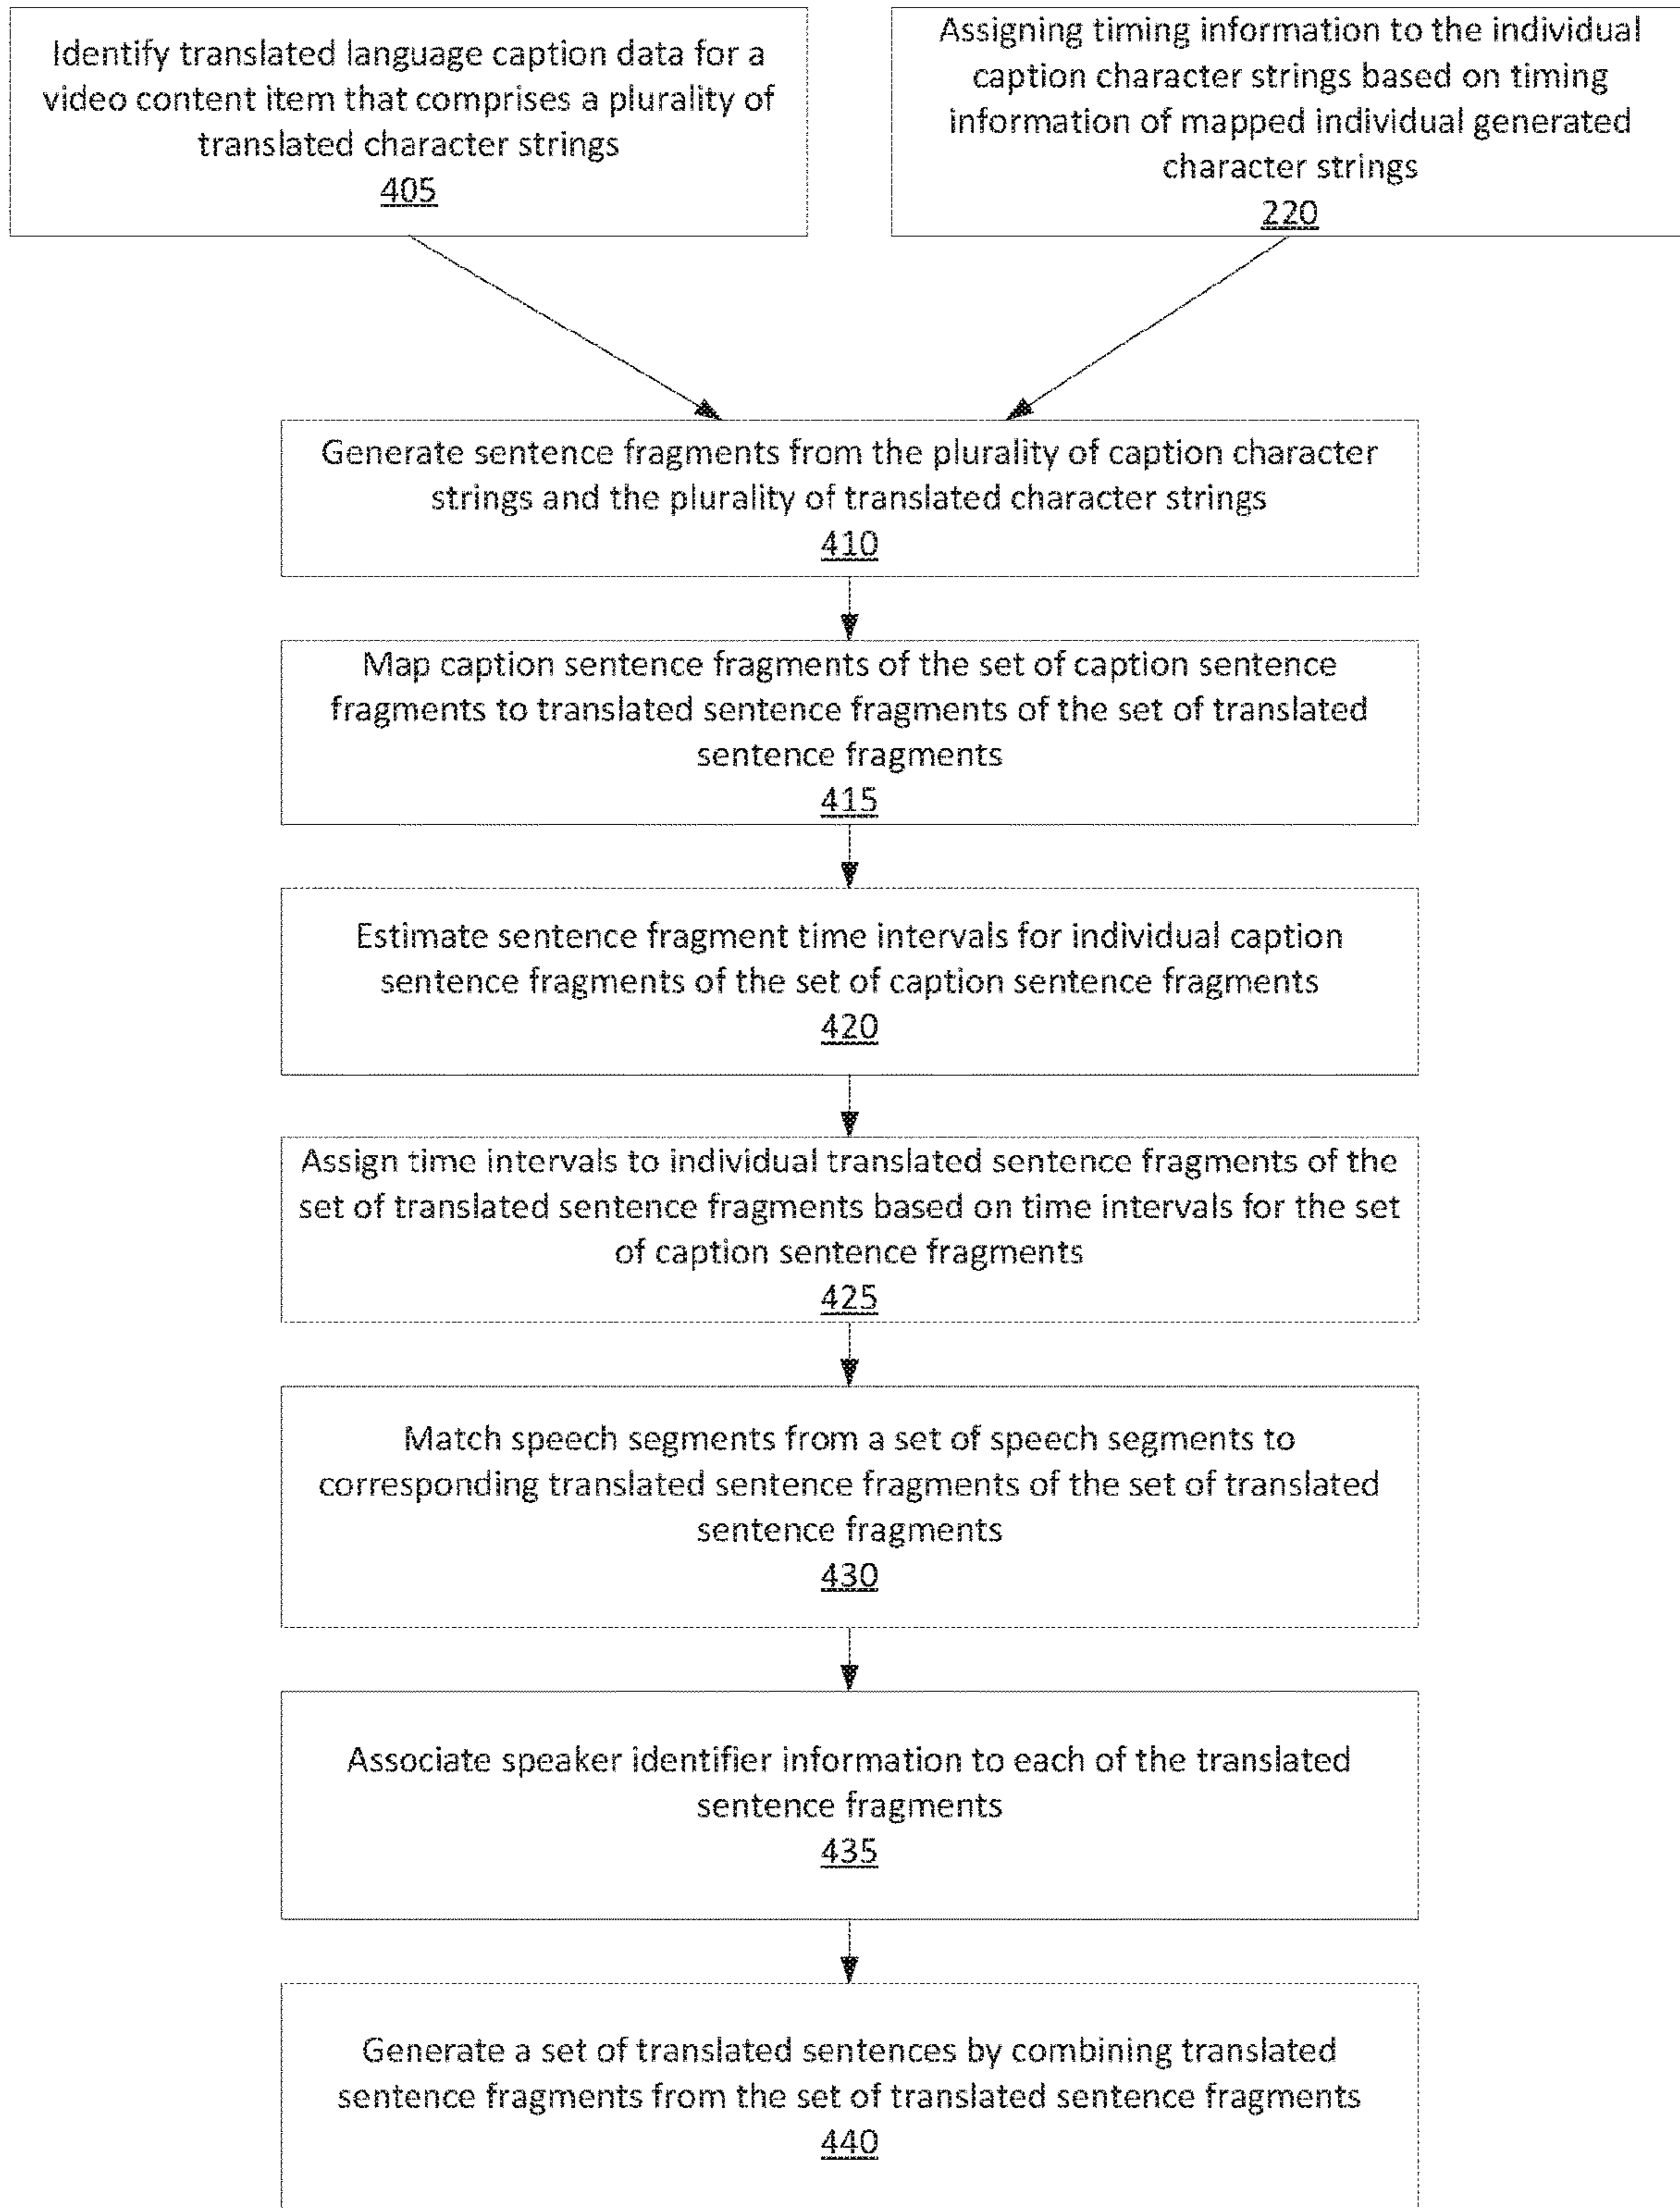 Identify translated language caption data for a
video content item that comprises a plurality of
translated character strings
405
Assigning timing information to the individual
caption character strings based on timing
information of mapped individual generated
character strings
220
Generate sentence fragments from the plurality of caption character
strings and the plurality of translated character strings
410
Map caption sentence fragments of the set of caption sentence
fragments to translated sentence fragments of the set of translated
sentence fragments
415
Estimate sentence fragment time intervals for individual caption
sentence fragments of the set of caption sentence fragments
420
Assign time intervals to individual translated sentence fragments of the
set of translated sentence fragments based on time intervals for the set
of caption sentence fragments
425
Match speech segments from a set of speech segments to
corresponding translated sentence fragments of the set of translated
sentence fragments
430
Associate speaker identifier information to each of the translated
sentence fragments
435
Generate a set of translated sentences by combining translated
sentence fragments from the set of translated sentence fragments
440